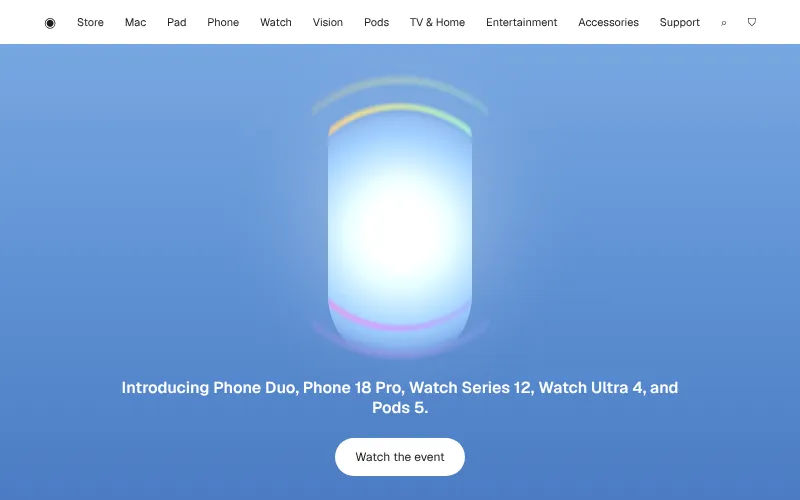 Store Mac Pad Phone Watch Vision Pods TV & Home Entertainment Accessories Support
Introducing Phone Duo, Phone 18 Pro, Watch Series 12, Watch Ultra 4, and
Pods 5.
Watch the event